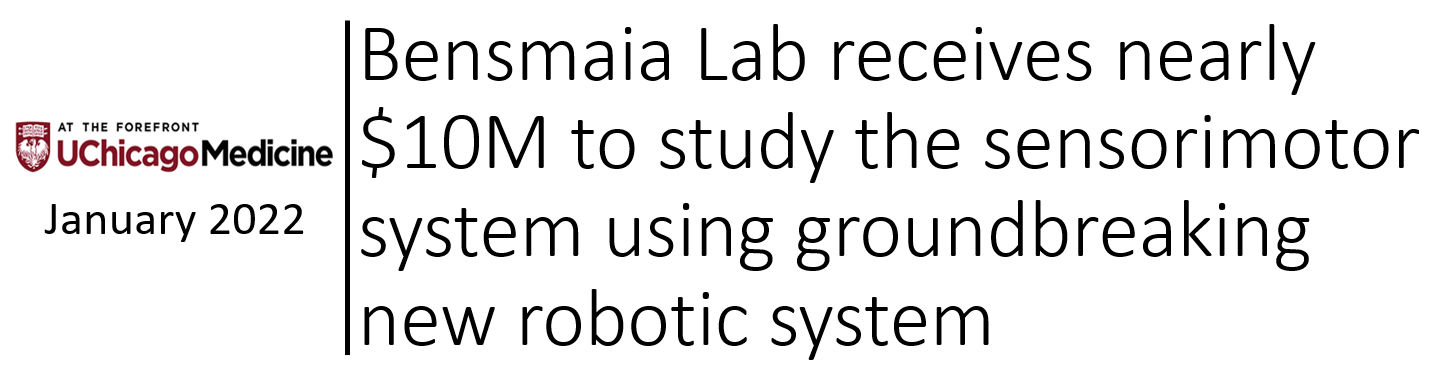 AT THE FOREFRONT
UChicagoMedicine
January 2022
Bensmaia Lab receives nearly
$10M to study the sensorimotor
system using groundbreaking
new robotic system